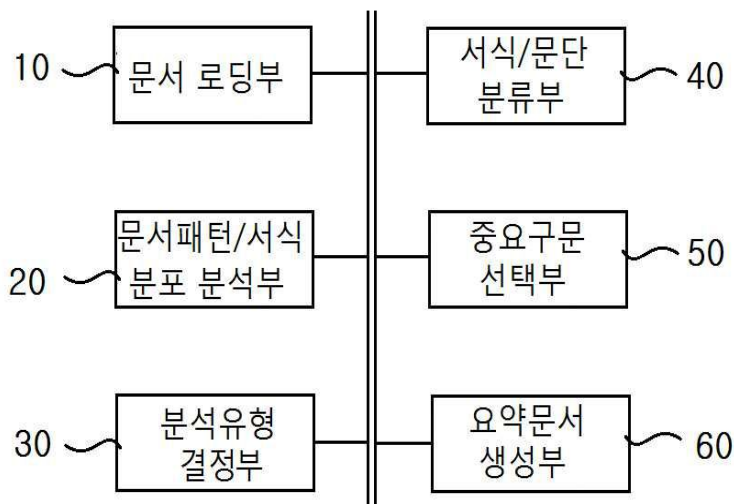 10
문서 로딩부
서식/문단
분류부
40
문서패턴/서식
분포 분석부
20
중요구문
선택부
50
30
분석유형
결정부
요약문서
생성부
60